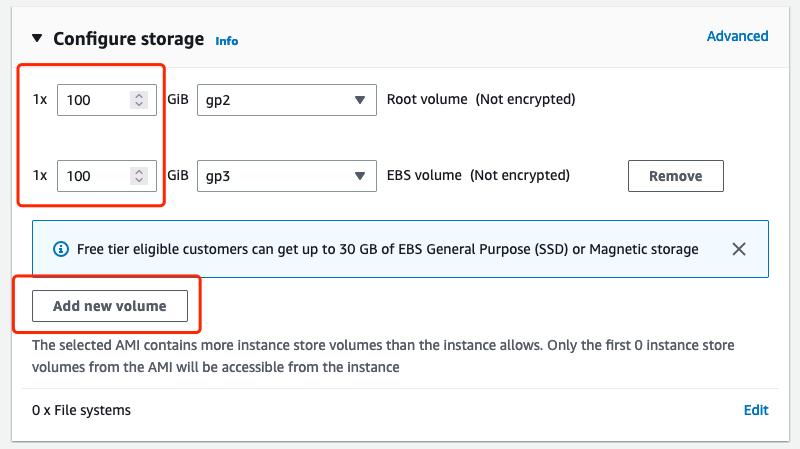 Configure storage Info Advanced
1x 100 GiB gp2 Root volume (Not encrypted)
1x 100 GiB gp3 EBS volume (Not encrypted) Remove
Free tier eligible customers can get up to 30 GB of EBS General Purpose (SSD) or Magnetic storage
Add new volume
The selected AMI contains more instance store volumes than the instance allows. Only the first 0 instance store
volumes from the AMI will be accessible from the instance
0 x File systems Edit